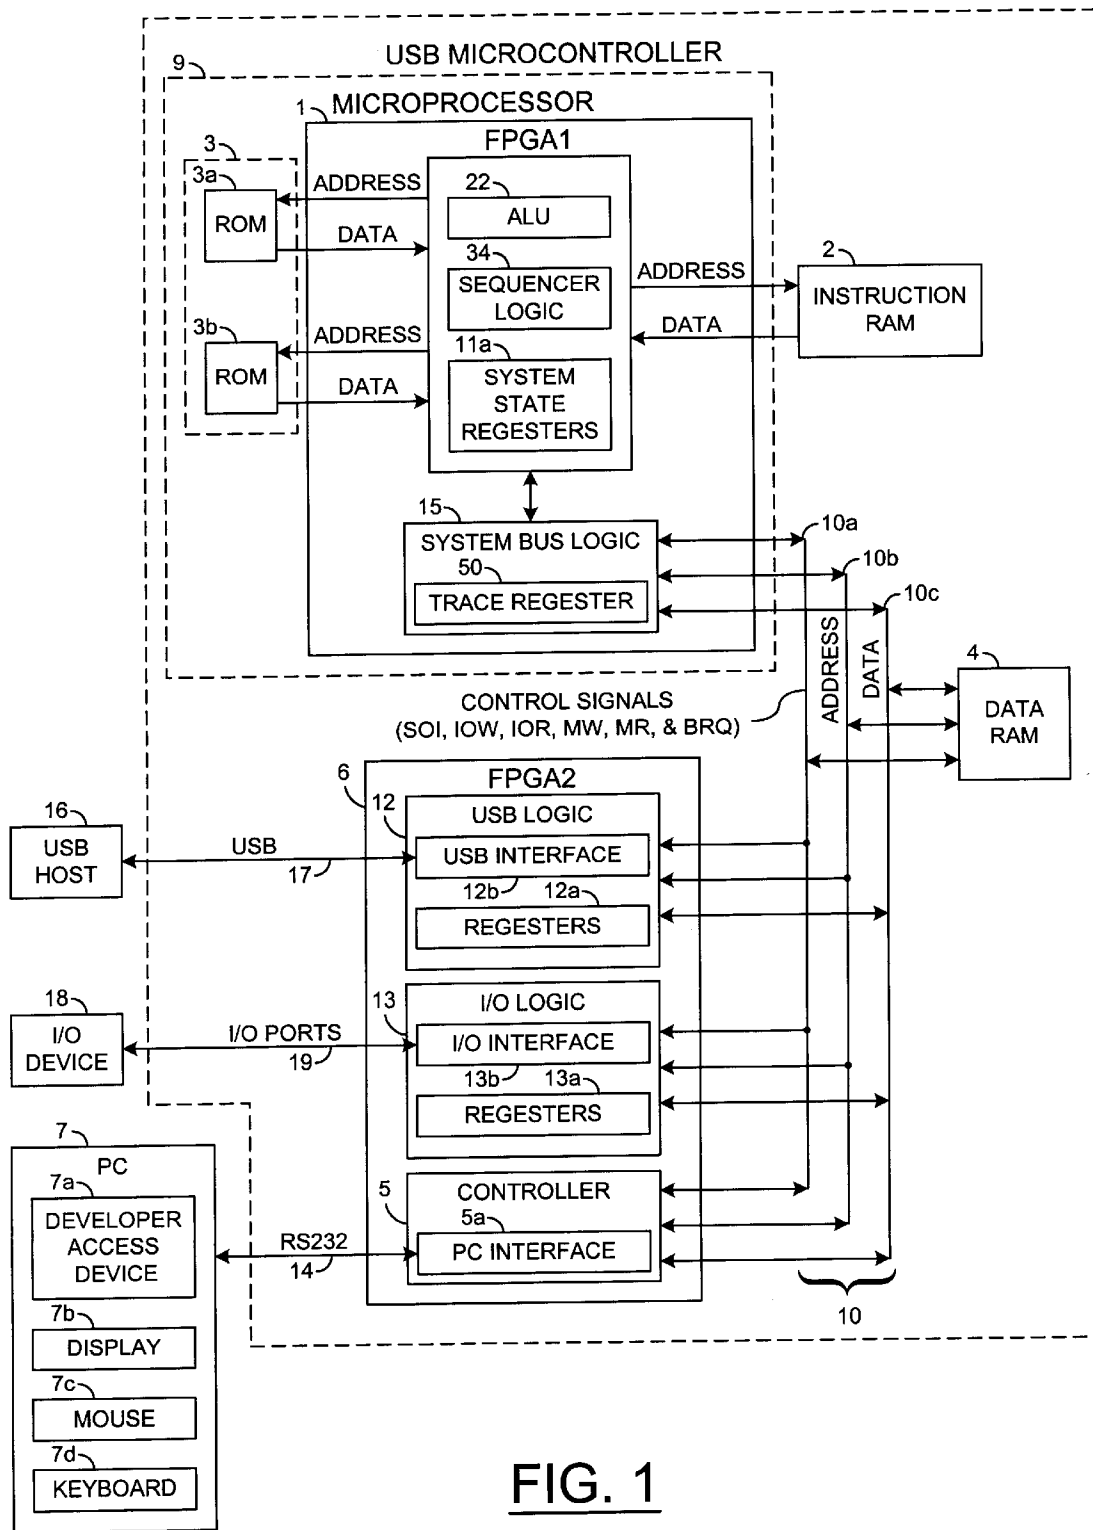 USB MICROCONTROLLER
9
MICROPROCESSOR
1
FPGA1
3
3a
ROM
ADDRESS
DATA
22
ALU
34
SEQUENCER
LOGIC
ADDRESS
DATA
2
INSTRUCTION
RAM
3b
ROM
ADDRESS
DATA
11a
SYSTEM
STATE
REGESTERS
15
SYSTEM BUS LOGIC
50
TRACE REGESTER
10a
10b
10c
ADDRESS
DATA
4
DATA
RAM
CONTROL SIGNALS
(SOI, IOW, IOR, MW, MR, & BRQ)
6
FPGA2
12
USB LOGIC
USB INTERFACE
12b
12a
REGESTERS
16
USB
HOST
USB
17
13
I/O LOGIC
I/O INTERFACE
13b
13a
REGESTERS
18
I/O
DEVICE
I/O PORTS
19
5
CONTROLLER
5a
PC INTERFACE
7
PC
7a
DEVELOPER
ACCESS
DEVICE
RS232
14
10
7b
DISPLAY
7c
MOUSE
7d
KEYBOARD
FIG. 1